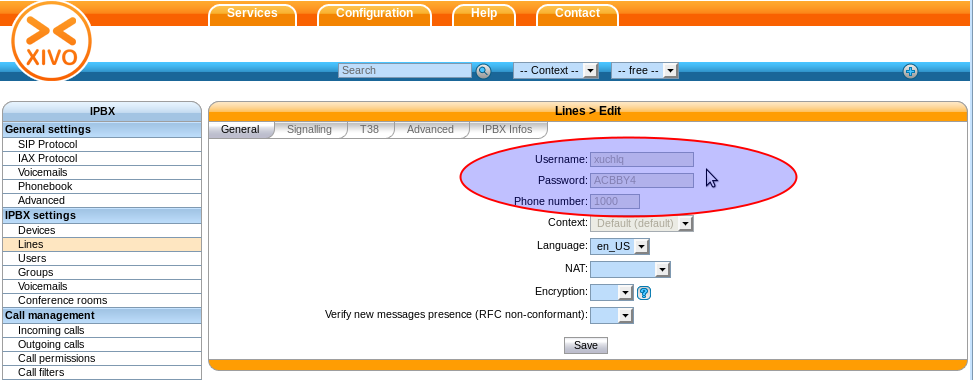 Services Configuration Help Contact
XIVO
Search -- Context -- -- free --
IPBX
General settings
SIP Protocol
IAX Protocol
Voicemails
Phonebook
Advanced
IPBX settings
Devices
Lines
Users
Groups
Voicemails
Conference rooms
Call management
Incoming calls
Outgoing calls
Call permissions
Call filters
Lines > Edit
General Signalling T38 Advanced IPBX Infos
Username: xuchlq
Password: ACBBY4
Phone number: 1000
Context: Default (default)
Language: en_US
NAT:
Encryption: ?
Verify new messages presence (RFC non-conformant):
Save